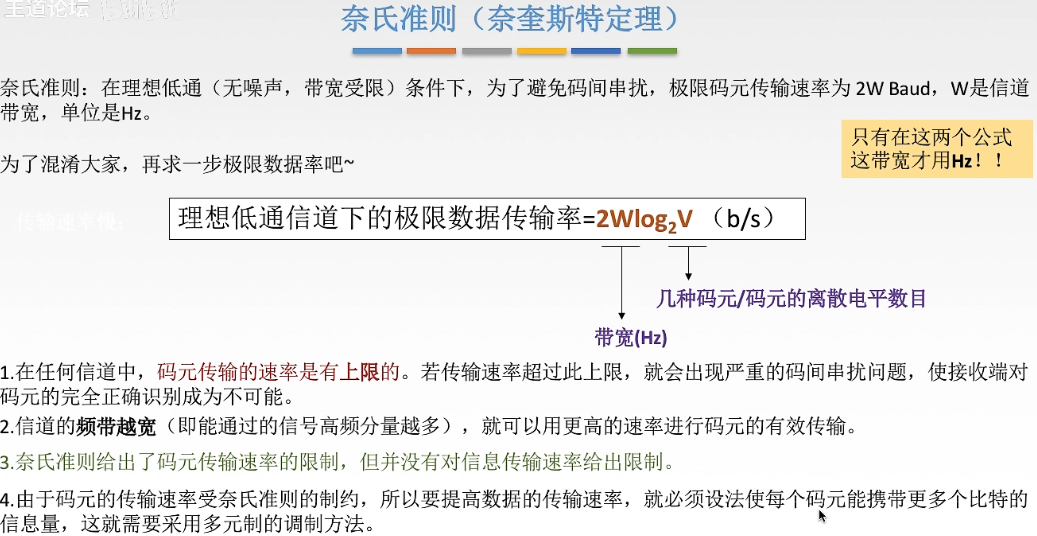 王道论坛
奈氏准则（奈奎斯特定理）
奈氏准则：在理想低通（无噪声，带宽受限）条件下，为了避免码间串扰，极限码元传输速率为 2W Baud，W是信道
带宽，单位是Hz。
只有在这两个公式
这带宽才用Hz！！
为了混淆大家，再求一步极限数据率吧~
传输速率慢：
理想低通信道下的极限数据传输率=2Wlog₂V （b/s）
几种码元/码元的离散电平数目
带宽(Hz)
1.在任何信道中，码元传输的速率是有上限的。若传输速率超过此上限，就会出现严重的码间串扰问题，使接收端对
码元的完全正确识别成为不可能。
2.信道的频带越宽（即能通过的信号高频分量越多），就可以用更高的速率进行码元的有效传输。
3.奈氏准则给出了码元传输速率的限制，但并没有对信息传输速率给出限制。
4.由于码元的传输速率受奈氏准则的制约，所以要提高数据的传输速率，就必须设法使每个码元能携带更多个比特的
信息量，这就需要采用多元制的调制方法。